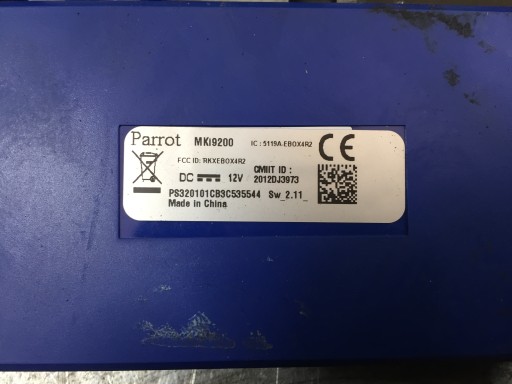 Parrot MKi9200 IC : 5119A-EBOX4R2
FCC ID: RKXEBOX4R2
CMIIT ID :
DC 12V 2012DJ3973
PS320101CB3C535544 Sw_2.11_
Made in China
CE